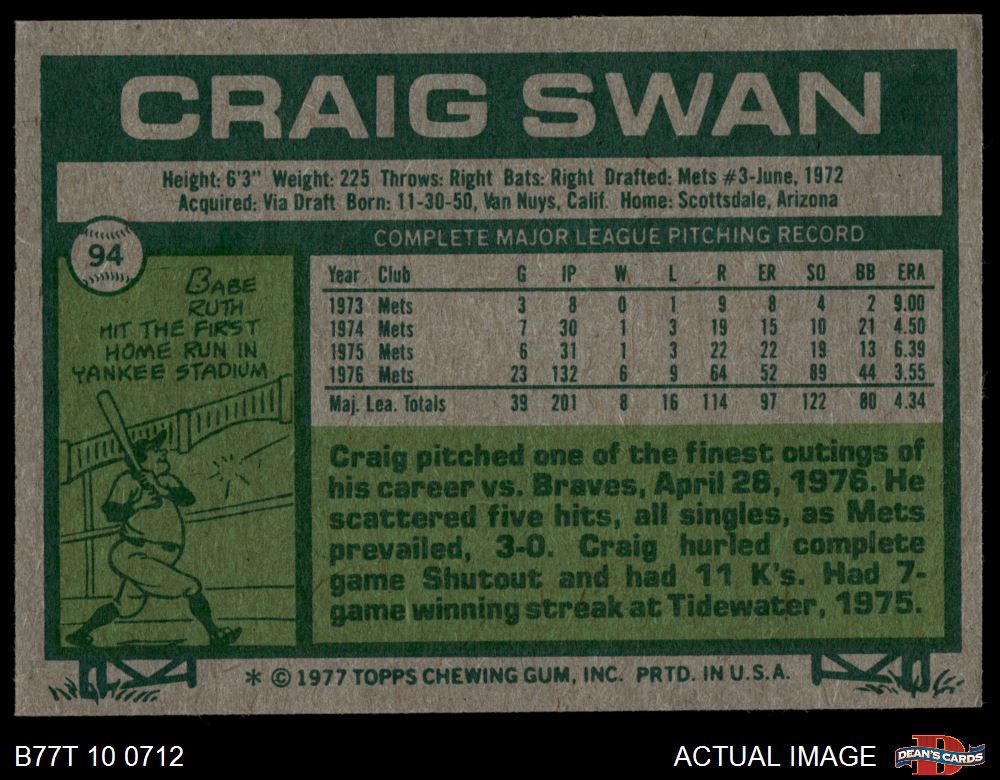 CRAIG SWAN
Height: 6'3" Weight: 225 Throws: Right Bats: Right Drafted: Mets #3-June, 1972
Acquired: Via Draft Born: 11-30-50, Van Nuys, Calif. Home: Scottsdale, Arizona
94
BABE
RUTH
HIT THE FIRST
HOME RUN IN
YANKEE STADIUM
COMPLETE MAJOR LEAGUE PITCHING RECORD
Year Club G IP W L R ER SO BB ERA
1973 Mets 3 8 0 1 9 8 4 2 9.00
1974 Mets 7 30 1 3 19 15 10 21 4.50
1975 Mets 6 31 1 3 22 22 19 13 6.39
1976 Mets 23 132 6 9 64 52 89 44 3.55
Maj. Lea. Totals 39 201 8 16 114 97 122 80 4.34
Craig pitched one of the finest outings of
his career vs. Braves, April 28, 1976. He
scattered five hits, all singles, as Mets
prevailed, 3-0. Craig hurled complete
game Shutout and had 11 K's. Had 7-
game winning streak at Tidewater, 1975.
* © 1977 TOPPS CHEWING GUM, INC. PRTD. IN U.S.A.
B77T 10 0712
ACTUAL IMAGE
DEAN'S CARDS